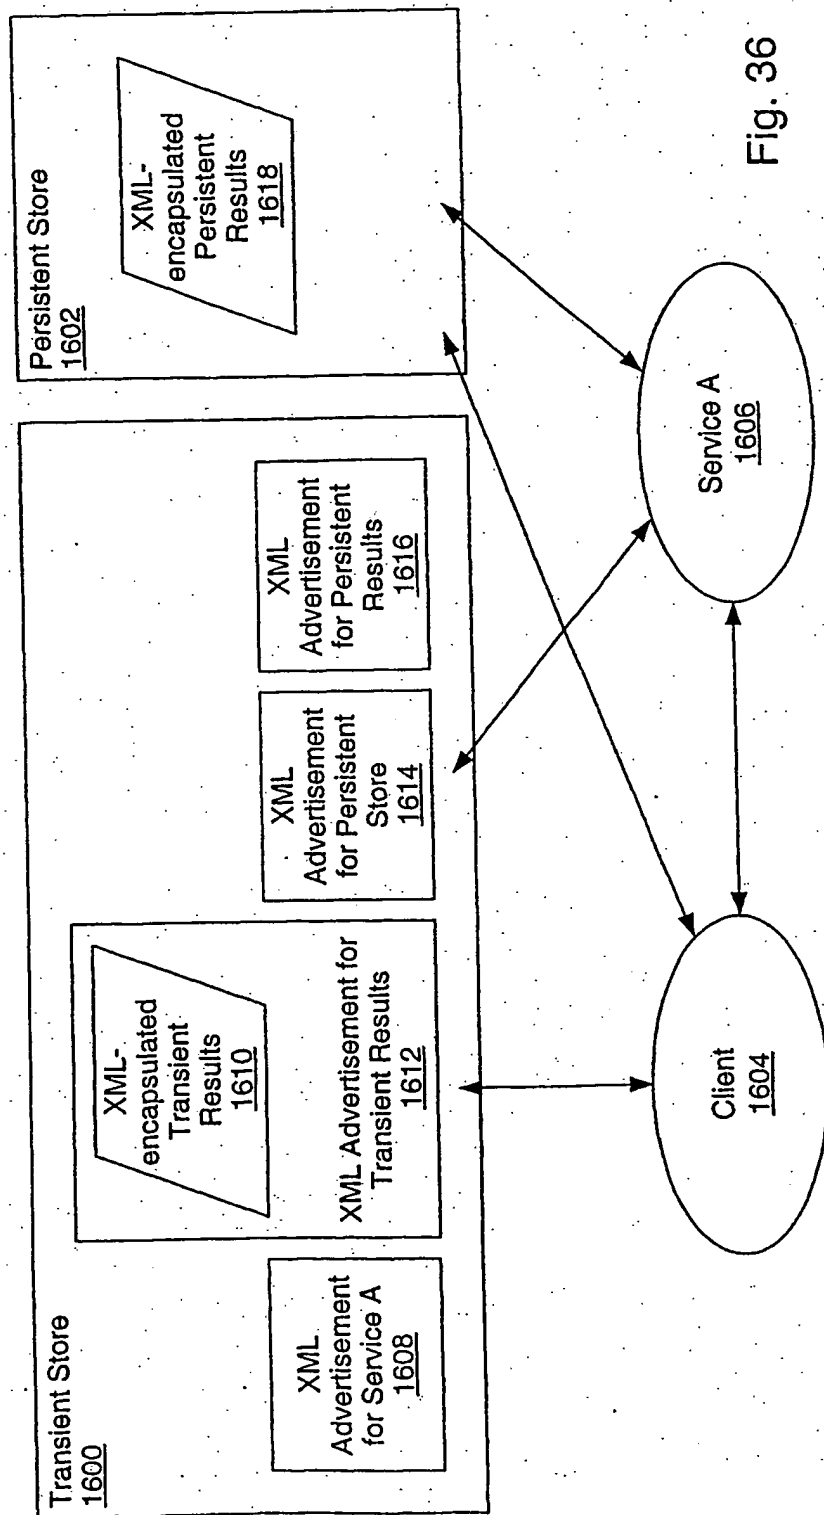 Transient Store
1600
XML
Advertisement
for Service A
1608
XML-
encapsulated
Transient
Results
1610
XML Advertisement for
Transient Results
1612
XML
Advertisement
for Persistent
Store
1614
XML
Advertisement
for Persistent
Results
1616
Persistent Store
1602
XML-
encapsulated
Persistent
Results
1618
Client
1604
Service A
1606
Fig. 36